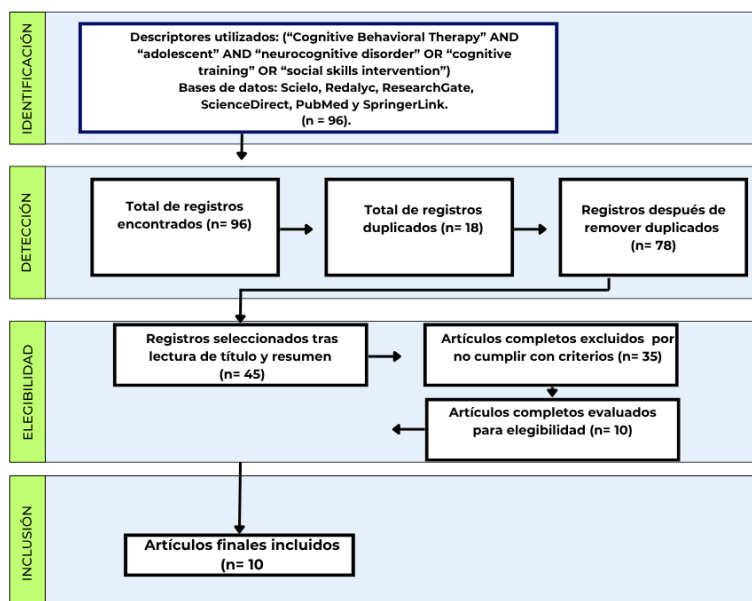 IDENTIFICACIÓN
Descriptores utilizados: (“Cognitive Behavioral Therapy” AND
“adolescent” AND “neurocognitive disorder” OR “cognitive
training” OR “social skills intervention”)
Bases de datos: Scielo, Redalyc, ResearchGate,
ScienceDirect, PubMed y SpringerLink.
(n = 96).
DETECCIÓN
Total de registros
encontrados (n= 96)
Total de registros
duplicados (n= 18)
Registros después de
remover duplicados
(n= 78)
ELEGIBILIDAD
Registros seleccionados tras
lectura de título y resumen
(n= 45)
Artículos completos excluidos por
no cumplir con criterios (n= 35)
Artículos completos evaluados
para elegibilidad (n= 10)
INCLUSIÓN
Artículos finales incluidos
(n= 10